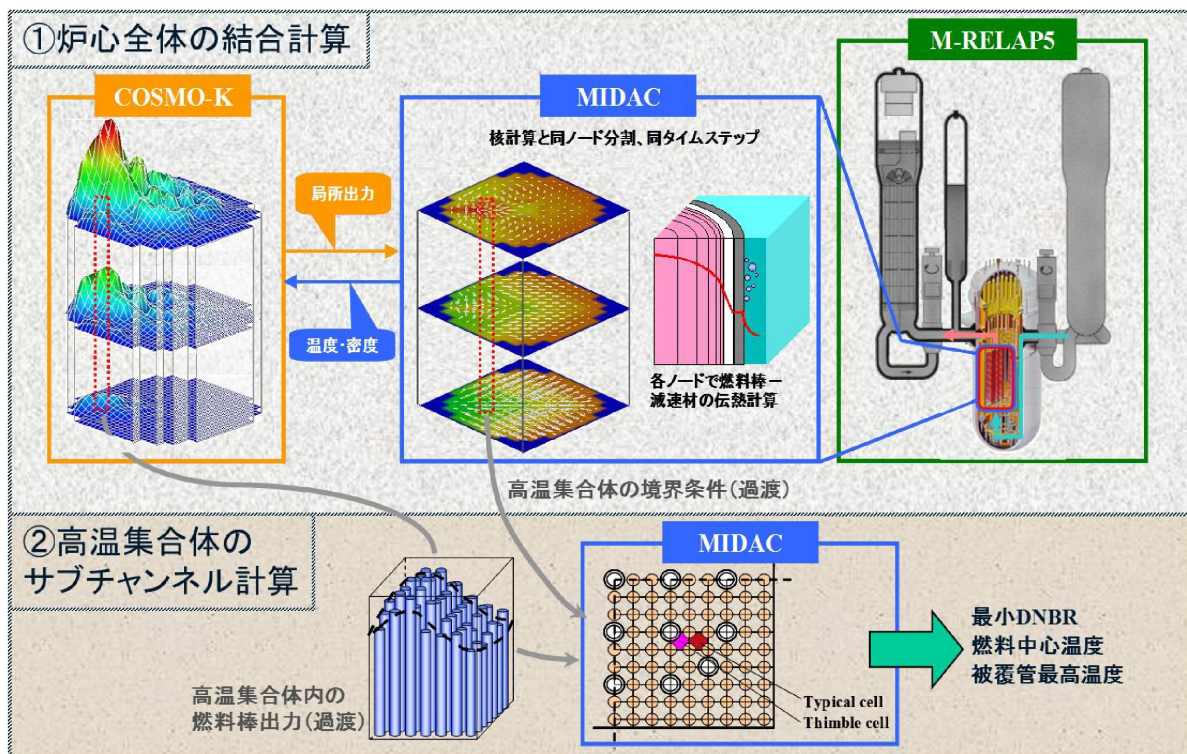 ①炉心全体の結合計算
COSMO-K
MIDAC
M-RELAP5
核計算と同ノード分割、同タイムステップ
局所出力
温度・密度
各ノードで燃料棒－
減速材の伝熱計算
高温集合体の境界条件(過渡)
②高温集合体の
サブチャンネル計算
MIDAC
高温集合体内の
燃料棒出力(過渡)
Typical cell
Thimble cell
最小DNBR
燃料中心温度
被覆管最高温度